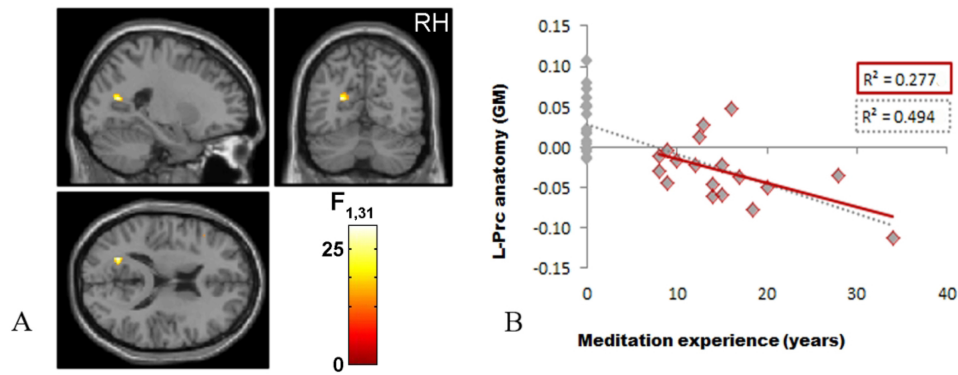 RH
F1,31
25
0
A
0.15
0.10
0.05
0.00
-0.05
-0.10
-0.15
L-Prc anatomy (GM)
R² = 0.277
R² = 0.494
0 10 20 30 40
Meditation experience (years)
B